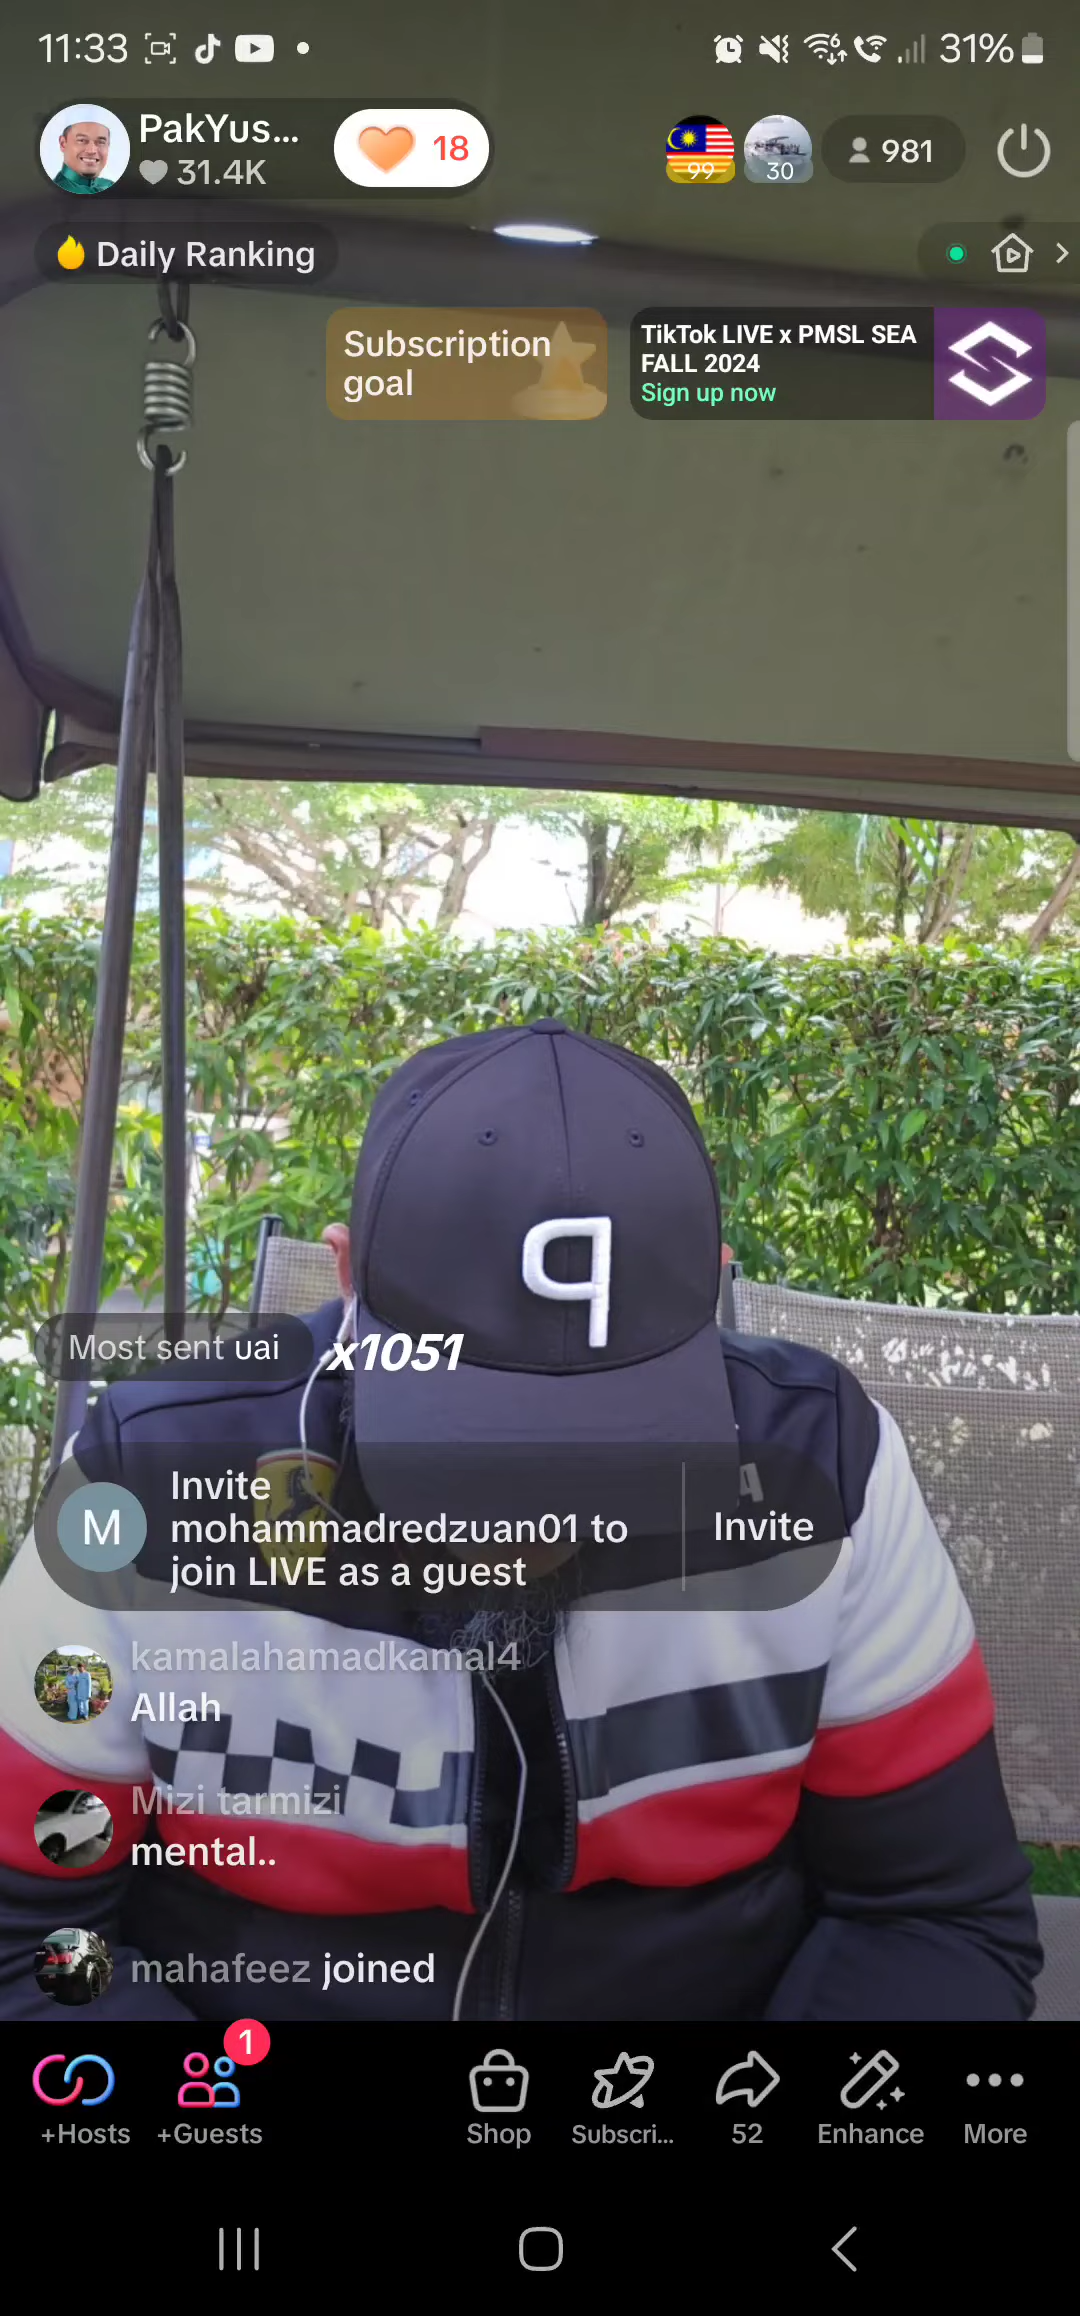 11:33
31%
PakYus...
31.4K
18
99
30
981
Daily Ranking
Subscription
goal
TikTok LIVE x PMSL SEA
FALL 2024
Sign up now
q
Most sent uai
x1051
M
Invite
mohammadredzuan01 to
join LIVE as a guest
Invite
kamalahamadkamal4
Allah
Mizi tarmizi
mental..
mahafeez joined
1
+Hosts
+Guests
Shop
Subscri...
52
Enhance
More